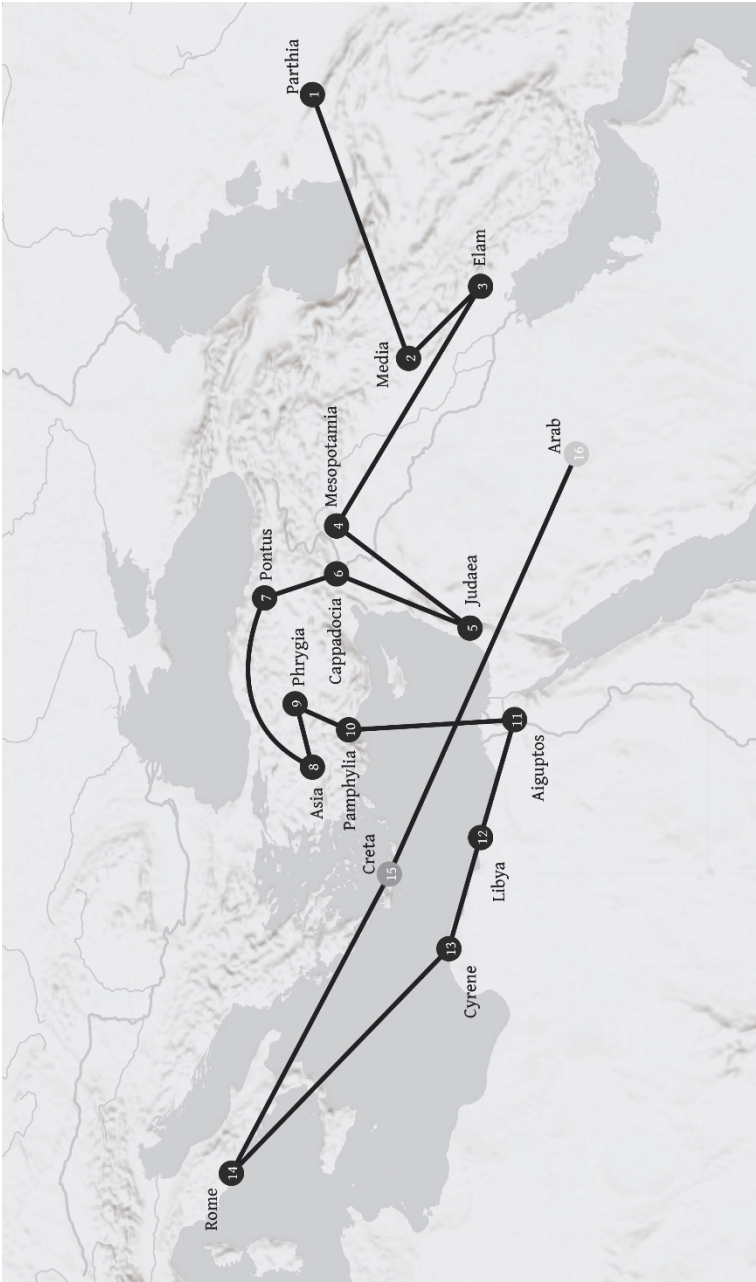 Parthia
1
Media
2
Elam
3
Mesopotamia
4
Judaea
5
Cappadocia
6
Pontus
7
Asia
8
Phrygia
9
Pamphylia
10
Aiguptos
11
Libya
12
Cyrene
13
Rome
14
Creta
15
Arab
16